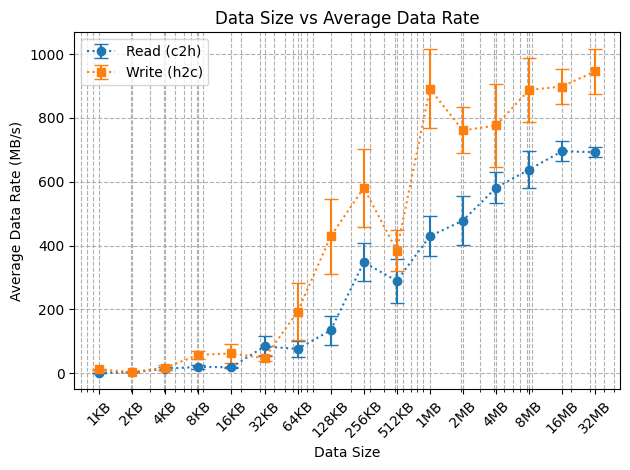 Data Size vs Average Data Rate
Read (c2h)
Write (h2c)
Average Data Rate (MB/s)
1000
800
600
400
200
0
1KB
2KB
4KB
8KB
16KB
32KB
64KB
128KB
256KB
512KB
1MB
2MB
4MB
8MB
16MB
32MB
Data Size